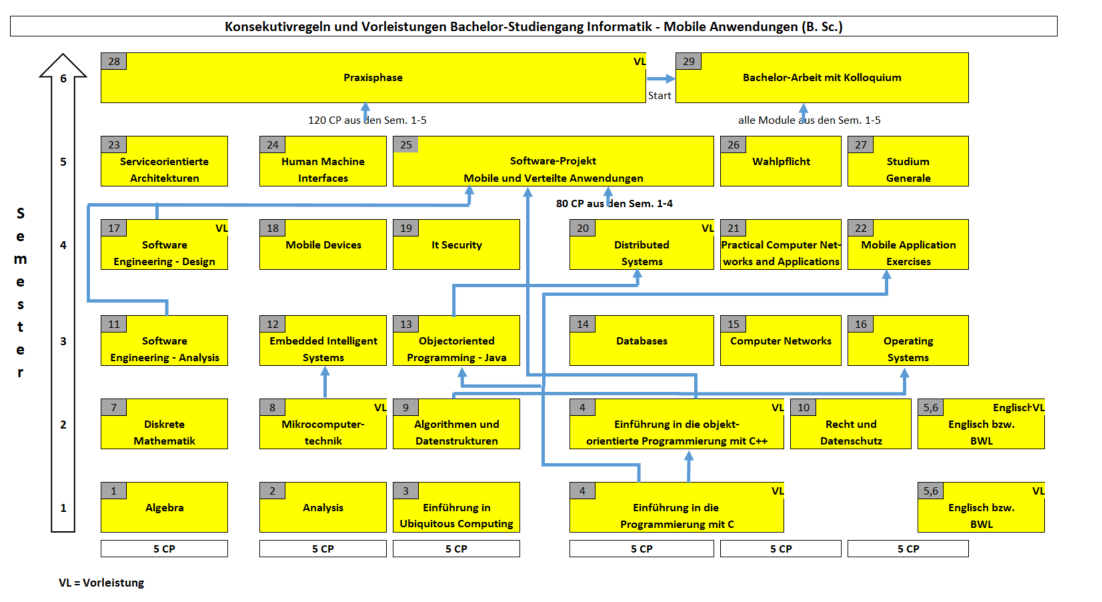 Konsekutivregeln und Vorleistungen Bachelor-Studiengang Informatik - Mobile Anwendungen (B. Sc.)
Semester
6
28
VL
Praxisphase
Start
29
Bachelor-Arbeit mit Kolloquium
120 CP aus den Sem. 1-5
alle Module aus den Sem. 1-5
5
23
Serviceorientierte
Architekturen
24
Human Machine
Interfaces
25
Software-Projekt
Mobile und Verteilte Anwendungen
26
Wahlpflicht
27
Studium
Generale
80 CP aus den Sem. 1-4
4
17
VL
Software
Engineering - Design
18
Mobile Devices
19
It Security
20
VL
Distributed
Systems
21
Practical Computer Net-
works and Applications
22
Mobile Application
Exercises
3
11
Software
Engineering - Analysis
12
Embedded Intelligent
Systems
13
Objectoriented
Programming - Java
14
Databases
15
Computer Networks
16
Operating
Systems
2
7
Diskrete
Mathematik
8
VL
Mikrocomputer-
technik
9
Algorithmen und
Datenstrukturen
4
VL
Einführung in die objekt-
orientierte Programmierung mit C++
10
Recht und
Datenschutz
5,6
Englisch VL
Englisch bzw.
BWL
1
1
Algebra
2
Analysis
3
Einführung in
Ubiquitous Computing
4
VL
Einführung in die
Programmierung mit C
5,6
VL
Englisch bzw.
BWL
5 CP
5 CP
5 CP
5 CP
5 CP
5 CP
VL = Vorleistung